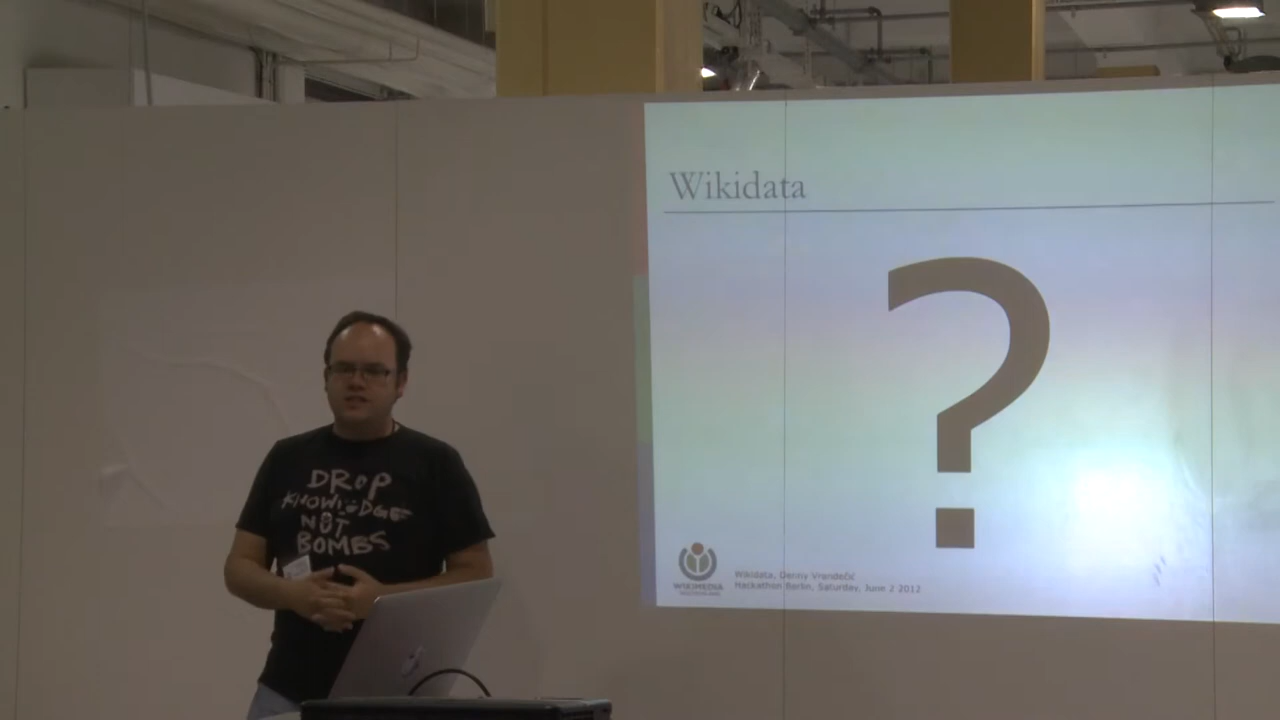 Wikidata
?
DROP
KNOWLEDGE
NOT
BOMBS
WIKIMEDIA
Wikidata, Denny Vrandečić
Hackathon Berlin, Saturday, June 2 2012